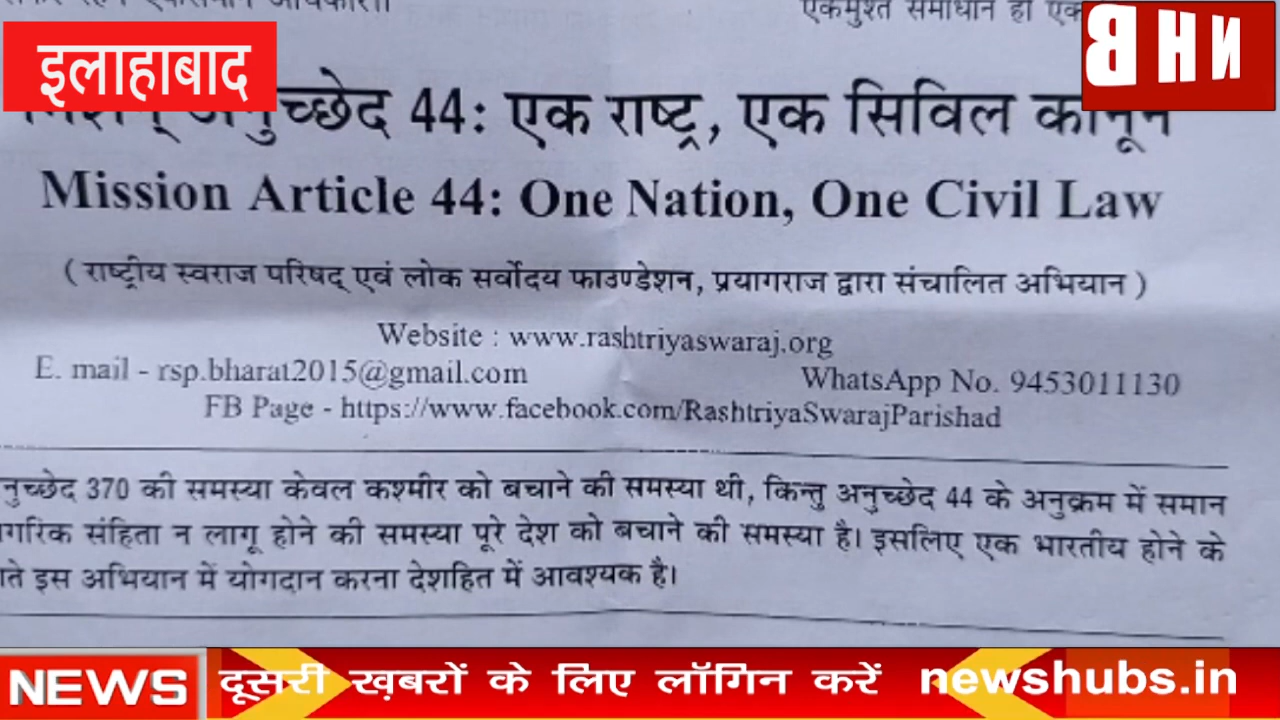 एकमुश्त समाधान ही
इलाहाबाद
NHB
अनुच्छेद 44: एक राष्ट्र, एक सिविल कानून
Mission Article 44: One Nation, One Civil Law
( राष्ट्रीय स्वराज परिषद् एवं लोक सर्वोदय फाउण्डेशन, प्रयागराज द्वारा संचालित अभियान )
Website : www.rashtriyaswaraj.org
E. mail - rsp.bharat2015@gmail.com WhatsApp No. 9453011130
FB Page - https://www.facebook.com/RashtriyaSwarajParishad
नुच्छेद 370 की समस्या केवल कश्मीर को बचाने की समस्या थी, किन्तु अनुच्छेद 44 के अनुक्रम में समान
गरिक संहिता न लागू होने की समस्या पूरे देश को बचाने की समस्या है। इसलिए एक भारतीय होने के
ाते इस अभियान में योगदान करना देशहित में आवश्यक है।
NEWS दूसरी ख़बरों के लिए लॉगिन करें newshubs.in